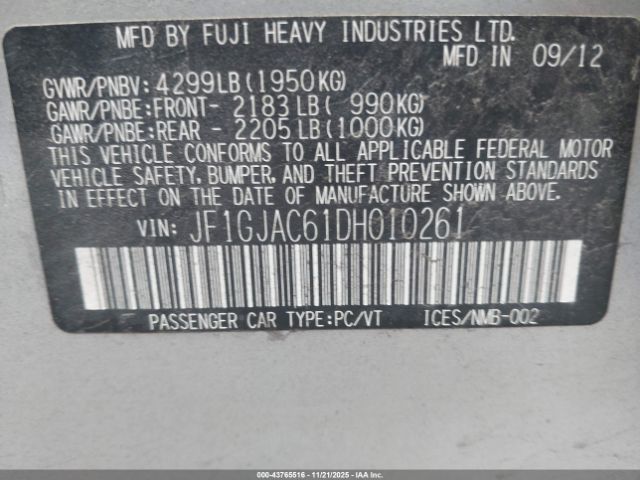 MFD BY FUJI HEAVY INDUSTRIES LTD.
MFD IN 09/12
GVWR/PNBV: 4299LB (1950KG)
GAWR/PNBE: FRONT- 2183 LB ( 990KG)
GAWR/PNBE: REAR - 2205 LB (1000KG)
THIS VEHICLE CONFORMS TO ALL APPLICABLE FEDERAL MOTOR
VEHICLE SAFETY, BUMPER, AND THEFT PREVENTION STANDARDS
IN EFFECT ON THE DATE OF MANUFACTURE SHOWN ABOVE.
VIN: JF1GJAC61DH010261
PASSENGER CAR TYPE:PC/VT ICES/NMB-002
000-43765516 - 11/21/2025 - IAAI.com